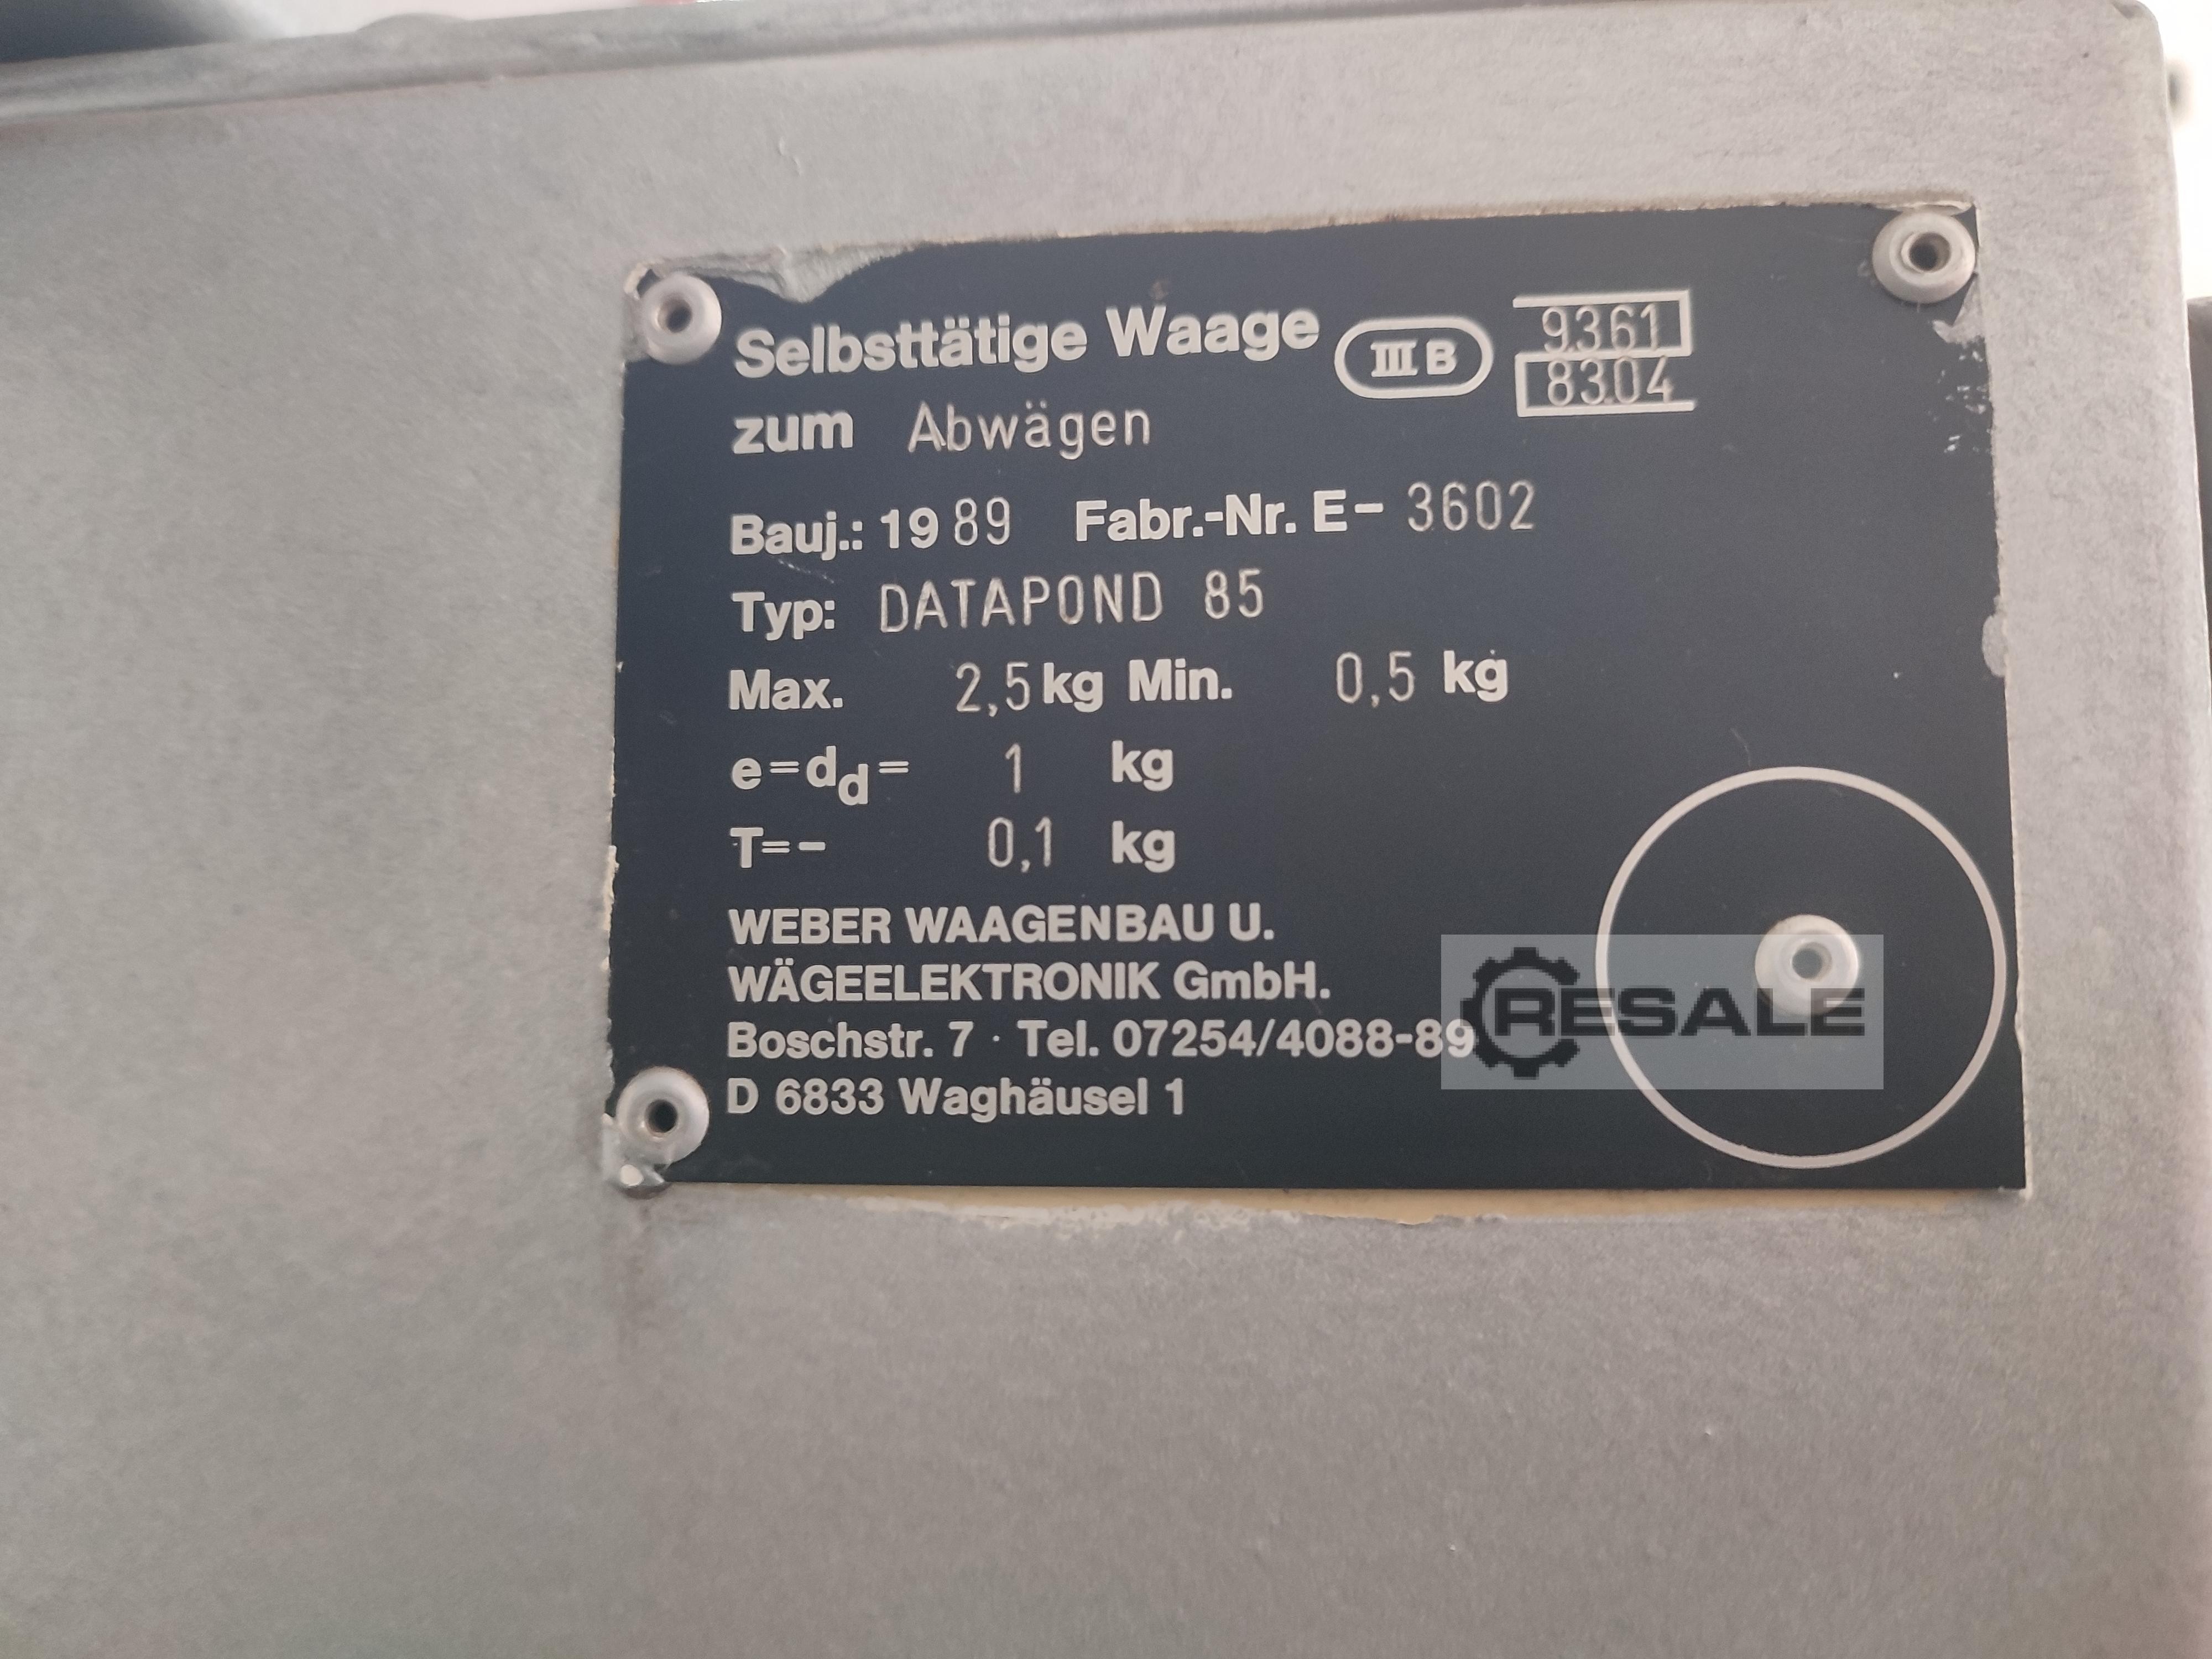 Selbsttätige Waage III B 9361
8304
zum Abwägen
Bauj.: 1989 Fabr.-Nr. E- 3602
Typ: DATAPOND 85
Max. 2,5 kg Min. 0,5 kg
e=dd= 1 kg
T=- 0,1 kg
WEBER WAAGENBAU U.
WÄGEELEKTRONIK GmbH.
Boschstr. 7 · Tel. 07254/4088-89
D 6833 Waghäusel 1
RESALE